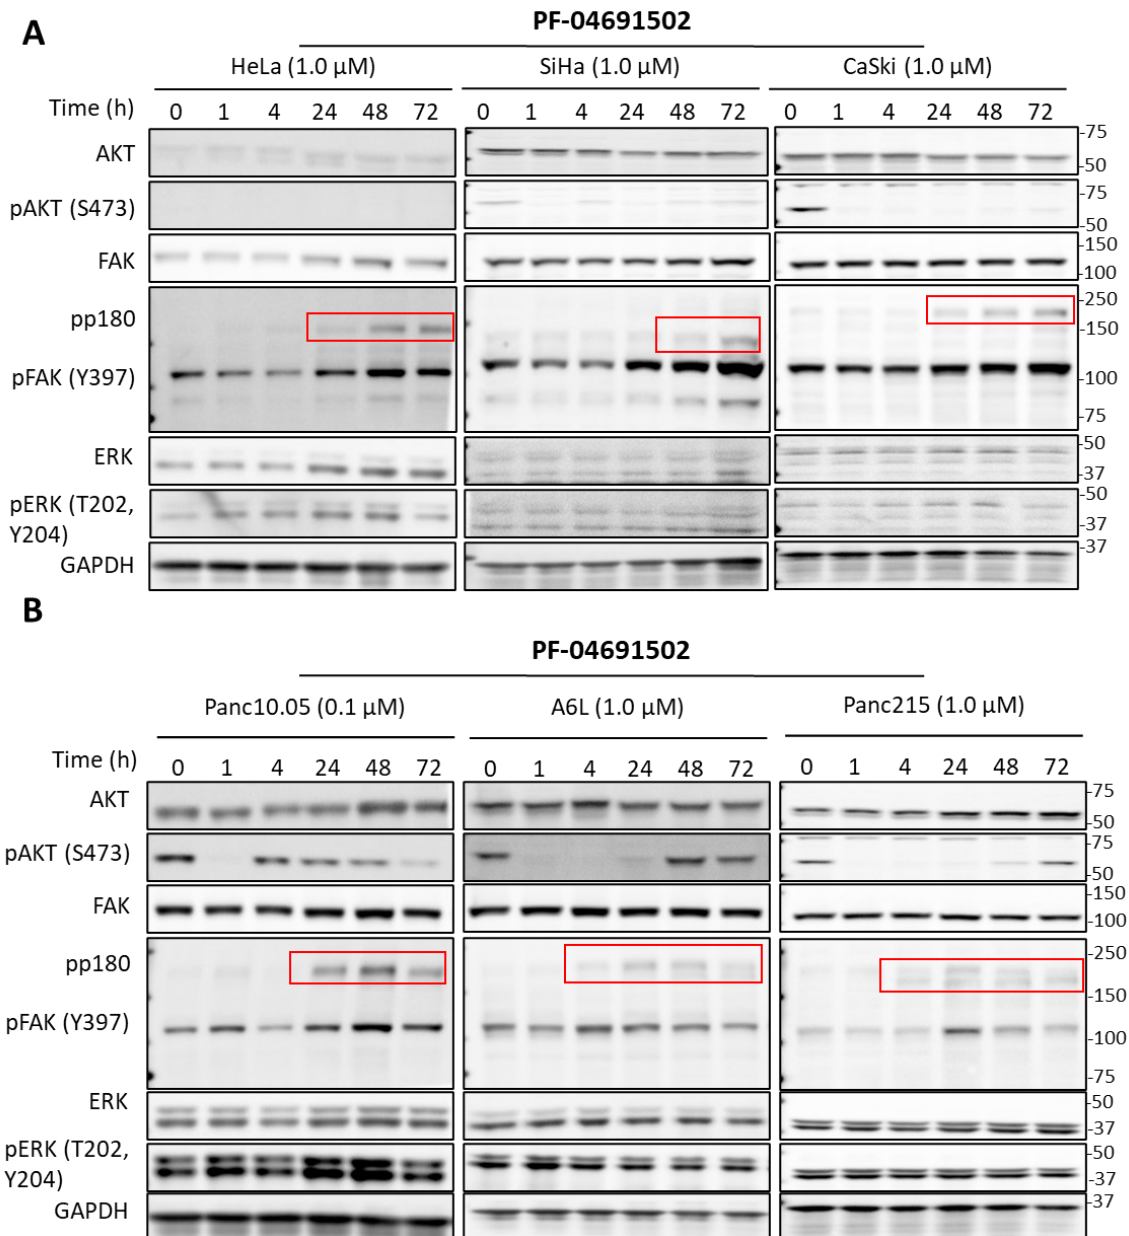 A
PF-04691502
HeLa (1.0 µM) SiHa (1.0 µM) CaSki (1.0 µM)
Time (h) 0 1 4 24 48 72 0 1 4 24 48 72 0 1 4 24 48 72
AKT -75
-50
pAKT (S473) -75
-50
FAK -150
-100
pp180 -250
-150
pFAK (Y397) -100
-75
ERK -50
-37
pERK (T202, -50
Y204) -37
GAPDH -37
B
PF-04691502
Panc10.05 (0.1 µM) A6L (1.0 µM) Panc215 (1.0 µM)
Time (h) 0 1 4 24 48 72 0 1 4 24 48 72 0 1 4 24 48 72
AKT -75
-50
pAKT (S473) -75
-50
FAK -150
-100
pp180 -250
-150
pFAK (Y397) -100
-75
ERK -50
-37
pERK (T202, -50
Y204) -37
GAPDH -37